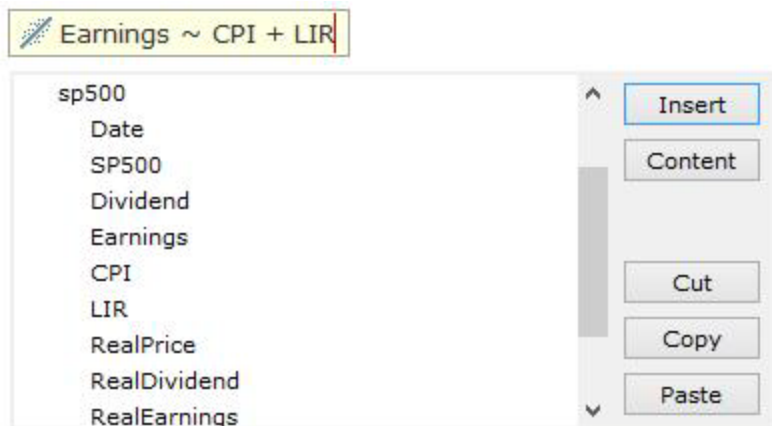 Earnings ~ CPI + LIR
sp500
Date
SP500
Dividend
Earnings
CPI
LIR
RealPrice
RealDividend
RealEarnings
Insert
Content
Cut
Copy
Paste